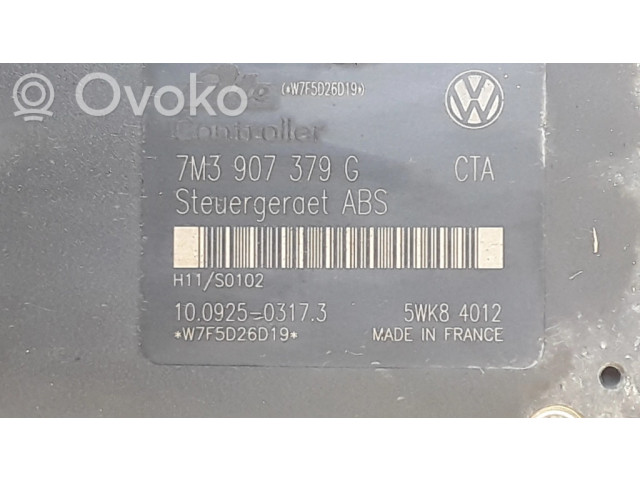 Ovoko
(*W7F5D26D19*)
Controller
7M3 907 379 G CTA
Steuergeraet ABS
H11/S0102
10.0925-0317.3 5WK8 4012
*W7F5D26D19* MADE IN FRANCE